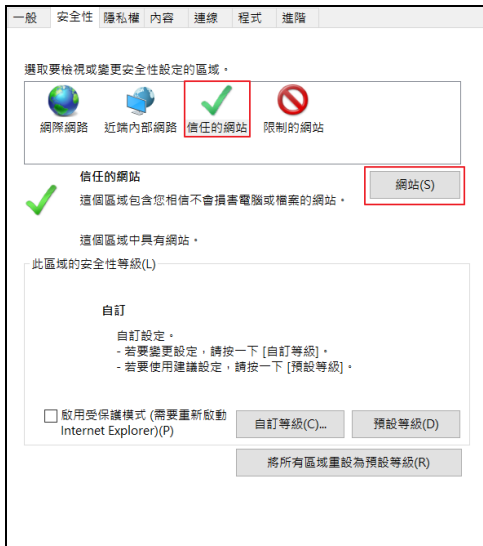 一般 安全性 隱私權 內容 連線 程式 進階
選取要檢視或變更安全性設定的區域。
網際網路 近端內部網路 信任的網站 限制的網站
信任的網站
網站(S)
這個區域包含您相信不會損害電腦或檔案的網站。
這個區域中具有網站。
此區域的安全性等級(L)
自訂
自訂設定。
- 若要變更設定，請按一下 [自訂等級]。
- 若要使用建議設定，請按一下 [預設等級]。
啟用受保護模式 (需要重新啟動
Internet Explorer)(P)
自訂等級(C)... 預設等級(D)
將所有區域重設為預設等級(R)